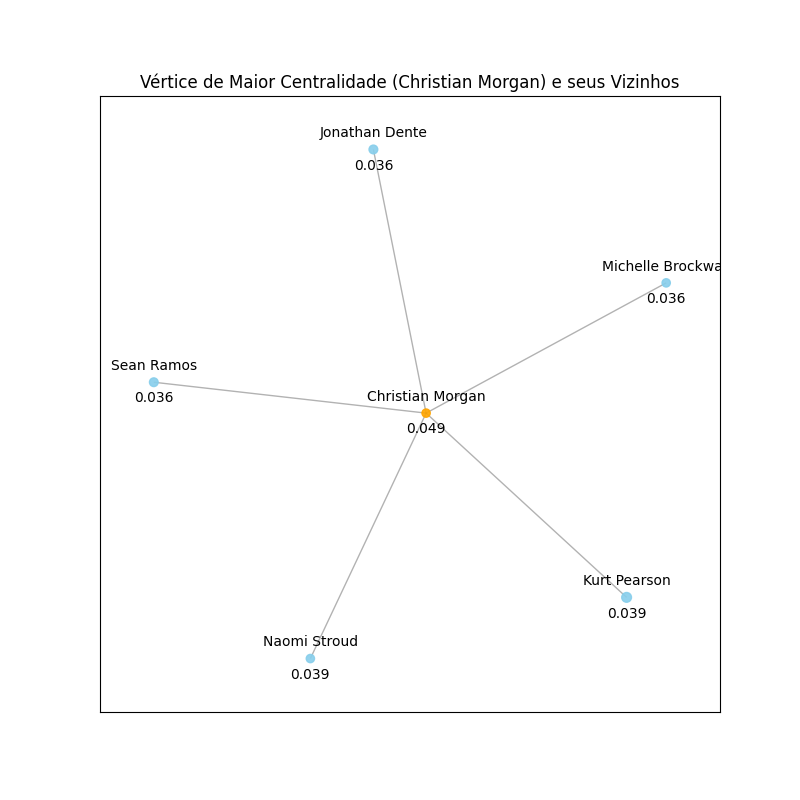 Vértice de Maior Centralidade (Christian Morgan) e seus Vizinhos
Jonathan Dente
0.036
Michelle Brockwa
0.036
Sean Ramos
0.036
Christian Morgan
0.049
Kurt Pearson
0.039
Naomi Stroud
0.039